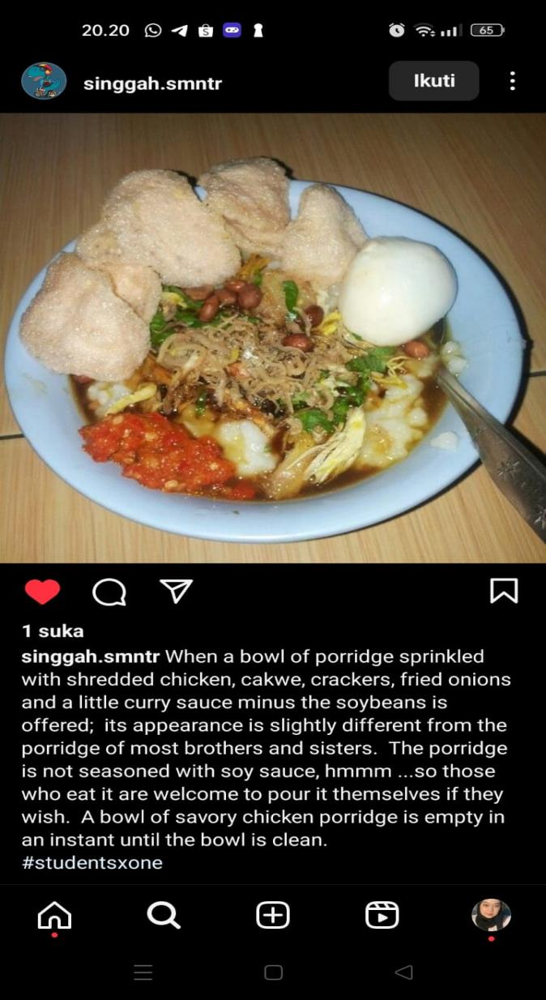 20.20
65
singgah.smntr
Ikuti
1 suka
singgah.smntr When a bowl of porridge sprinkled
with shredded chicken, cakwe, crackers, fried onions
and a little curry sauce minus the soybeans is
offered;  its appearance is slightly different from the
porridge of most brothers and sisters.  The porridge
is not seasoned with soy sauce, hmmm ...so those
who eat it are welcome to pour it themselves if they
wish.  A bowl of savory chicken porridge is empty in
an instant until the bowl is clean.
#studentsxone